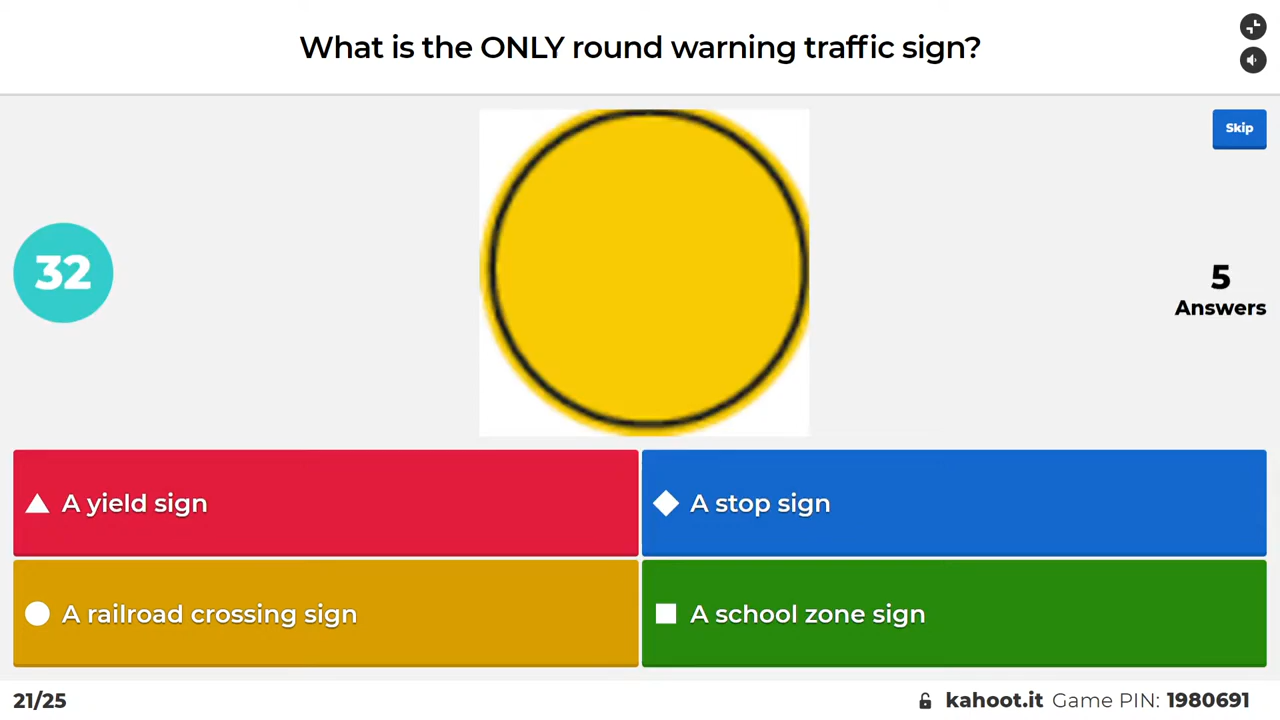 What is the ONLY round warning traffic sign?
Skip
32
5
Answers
A yield sign
A stop sign
A railroad crossing sign
A school zone sign
21/25
kahoot.it Game PIN: 1980691